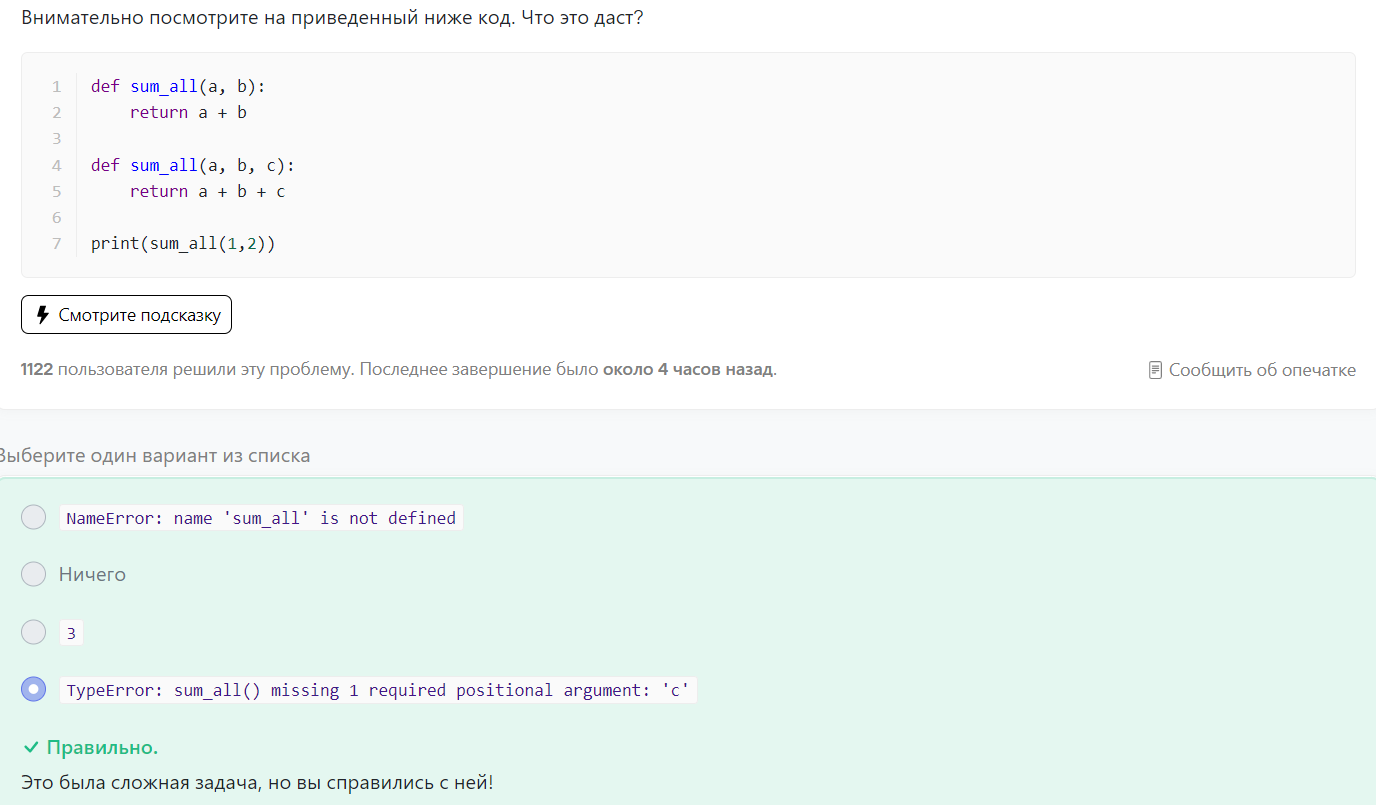 Внимательно посмотрите на приведенный ниже код. Что это даст?
1 def sum_all(a, b):
2     return a + b
3
4 def sum_all(a, b, c):
5     return a + b + c
6
7 print(sum_all(1,2))
Смотрите подсказку
1122 пользователя решили эту проблему. Последнее завершение было около 4 часов назад.
Сообщить об опечатке
Выберите один вариант из списка
NameError: name 'sum_all' is not defined
Ничего
3
TypeError: sum_all() missing 1 required positional argument: 'c'
Правильно.
Это была сложная задача, но вы справились с ней!